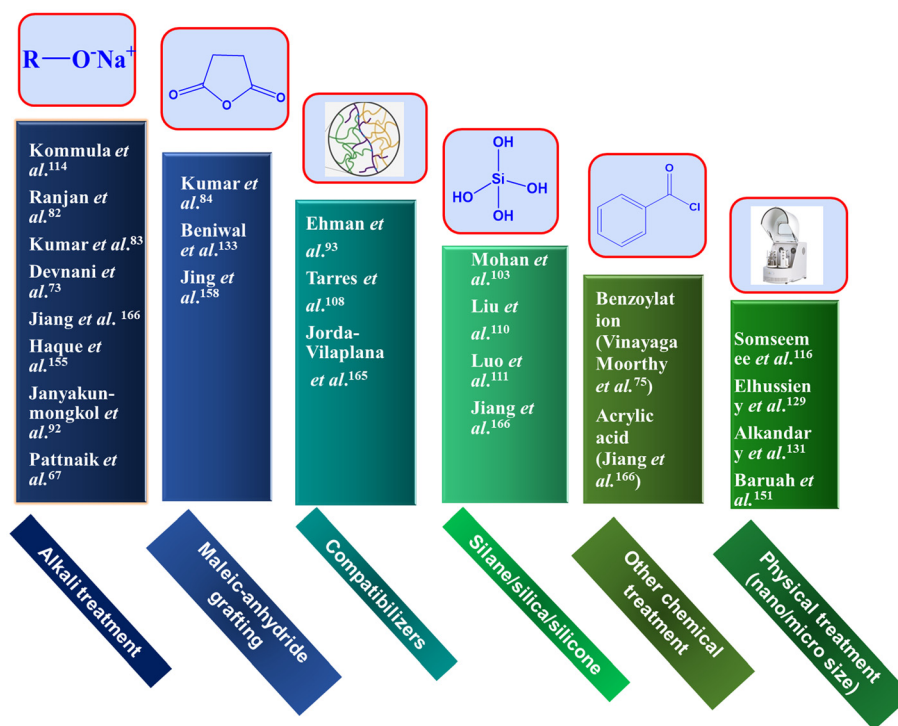 R—O⁻Na⁺
O
O
O
Kommula et
al.¹¹⁴
Ranjan et
al.⁸²
Kumar et al.⁸³
Devnani et
al.⁷³
Jiang et al. ¹⁶⁶
Haque et
al.¹⁵⁵
Janyakun-
mongkol et
al.⁹²
Pattnaik et
al.⁶⁷
Kumar et
al.⁸⁴
Beniwal
et al.¹³³
Jing et
al.¹⁵⁸
Ehman et
al.⁹³
Tarres et
al.¹⁰⁸
Jorda-
Vilaplana
et al.¹⁶⁵
OH
Si
HO
OH
OH
Mohan et
al.¹⁰³
Liu et
al.¹¹⁰
Luo et
al.¹¹¹
Jiang et
al.¹⁶⁶
O
Cl
Benzoylat
ion
(Vinayaga
Moorthy
et al.⁷⁵)
Acrylic
acid
(Jiang et
al.¹⁶⁶)
Somseem
ee et al.¹¹⁶
Elhussien
y et al.¹²⁹
Alkandar
y et al.¹³¹
Baruah et
al.¹⁵¹
Alkali treatment
Maleic-anhydride
grafting
Compatibilizers
Silane/silica/silicone
Other chemical
treatment
Physical treatment
(nano/micro size)